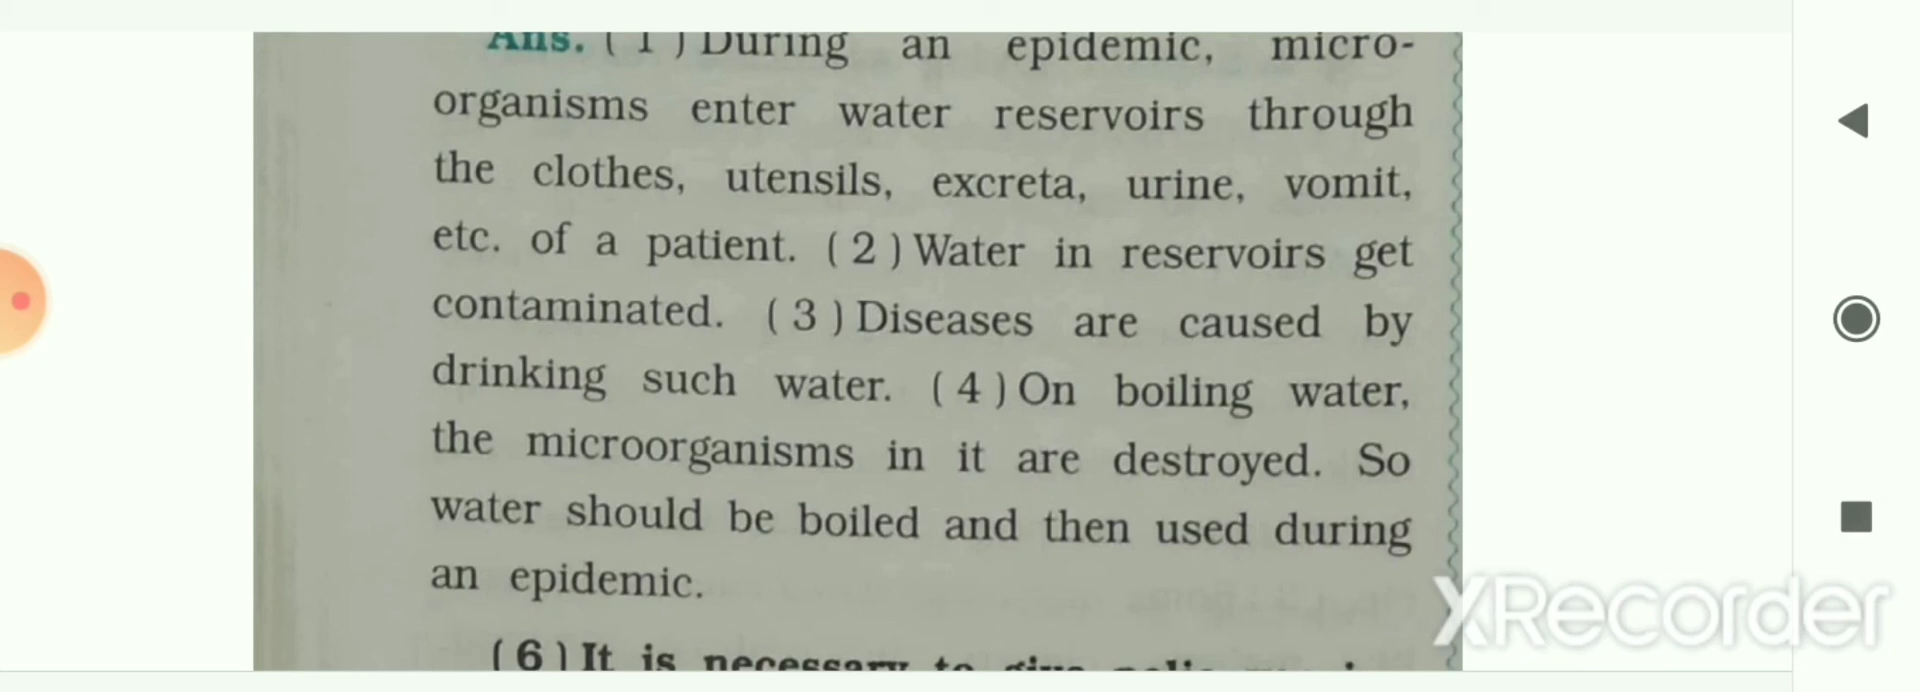 Ans. ( 1 ) During an epidemic, micro-
organisms enter water reservoirs through
the clothes, utensils, excreta, urine, vomit,
etc. of a patient. ( 2 ) Water in reservoirs get
contaminated. ( 3 ) Diseases are caused by
drinking such water. ( 4 ) On boiling water,
the microorganisms in it are destroyed. So
water should be boiled and then used during
an epidemic.
( 6 ) It is necessary to give
XRecorder